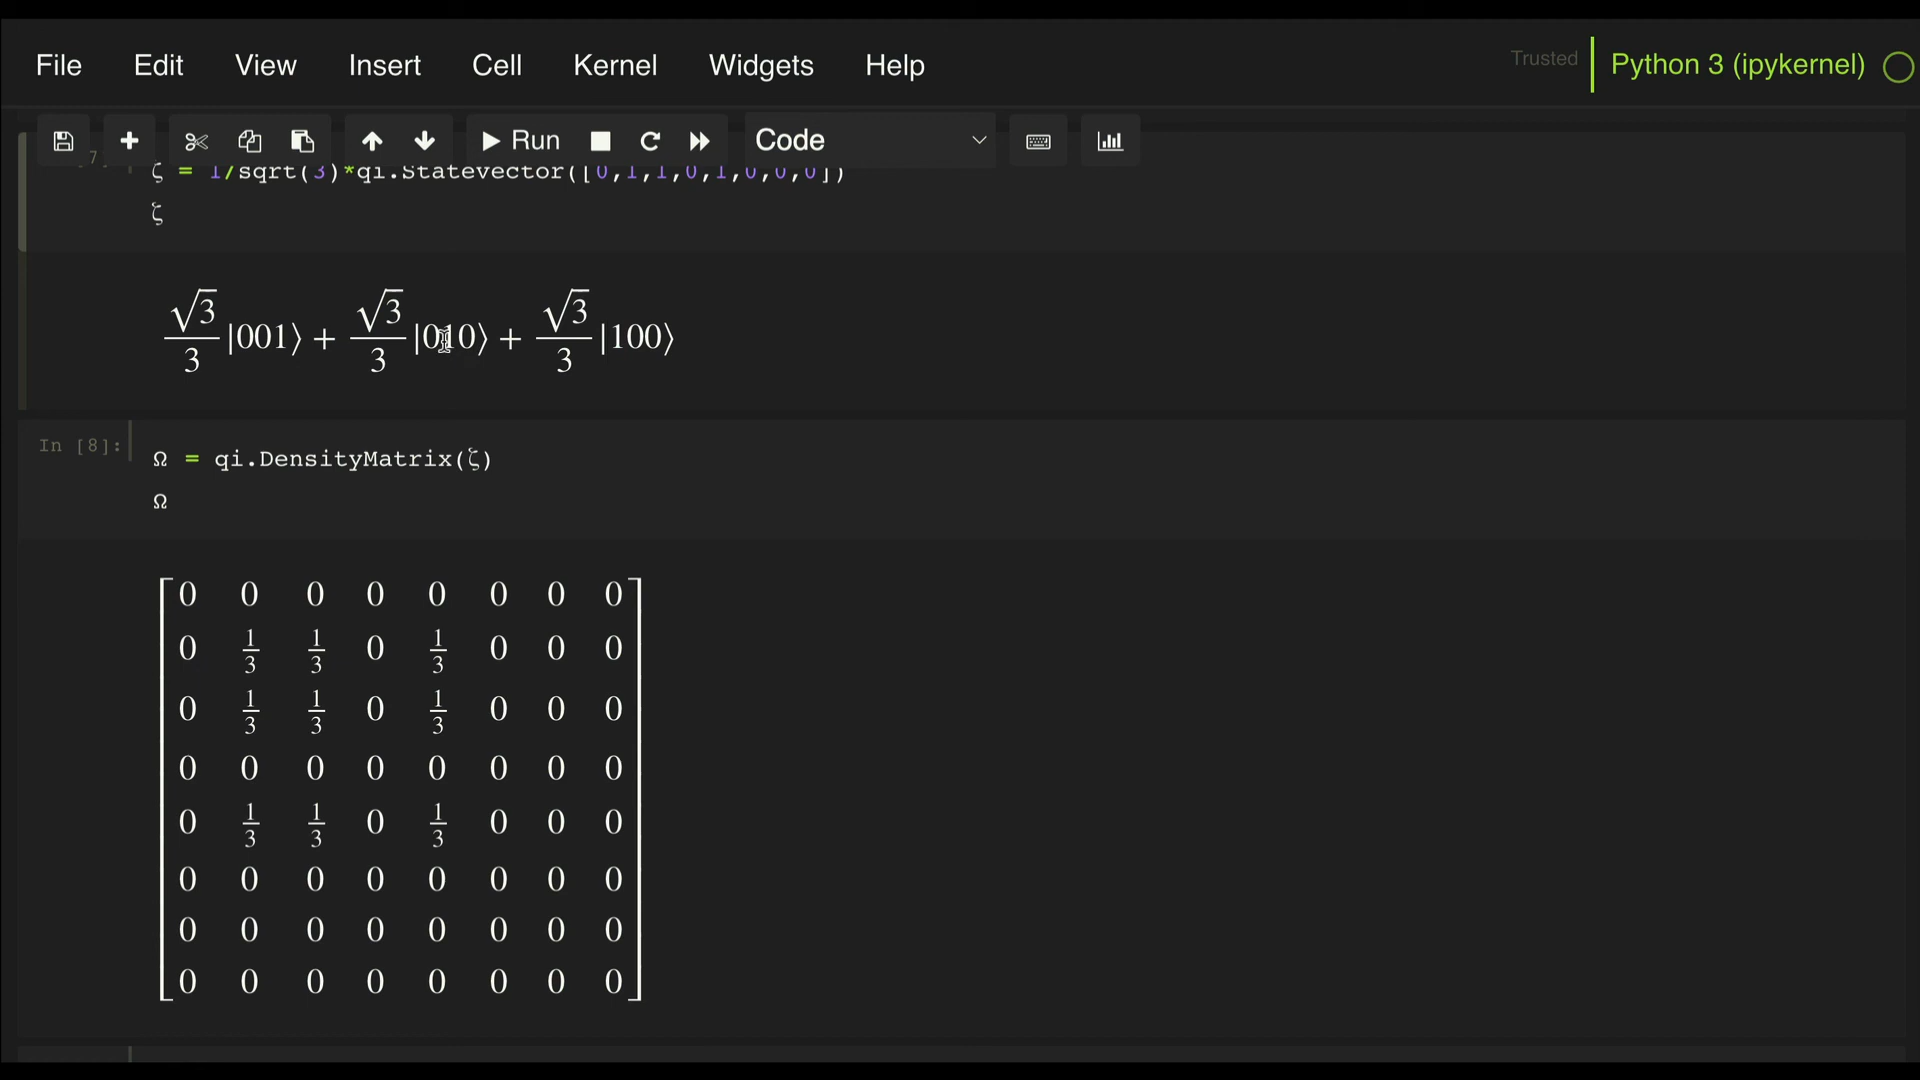 File Edit View Insert Cell Kernel Widgets Help Trusted Python 3 (ipykernel)
Run Code
7]: ζ = 1/sqrt(3)*qi.Statevector([0,1,1,0,1,0,0,0])
ζ
√3/3|001⟩ + √3/3|010⟩ + √3/3|100⟩
In [8]: Ω = qi.DensityMatrix(ζ)
Ω
0 0 0 0 0 0 0 0
0 1/3 1/3 0 1/3 0 0 0
0 1/3 1/3 0 1/3 0 0 0
0 0 0 0 0 0 0 0
0 1/3 1/3 0 1/3 0 0 0
0 0 0 0 0 0 0 0
0 0 0 0 0 0 0 0
0 0 0 0 0 0 0 0